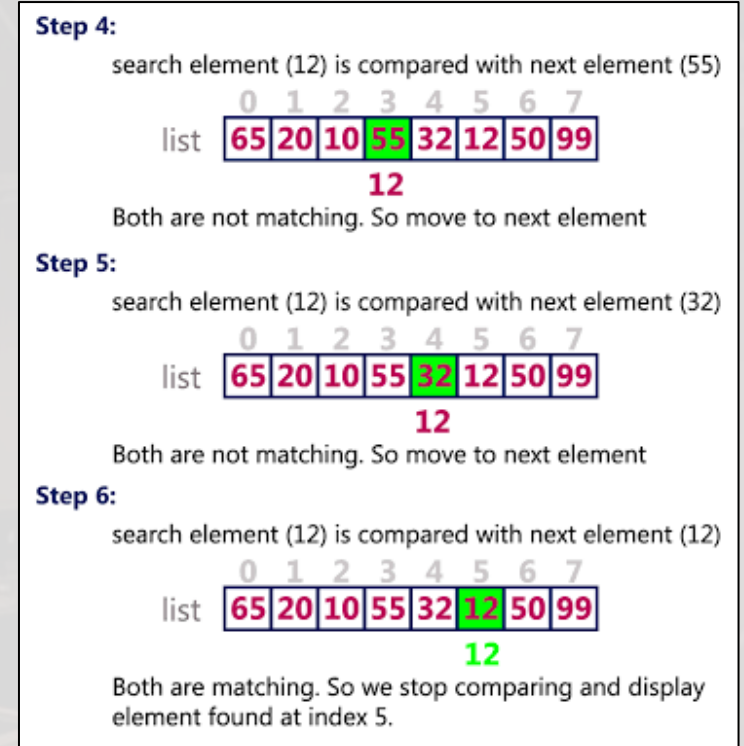 Step 4:
search element (12) is compared with next element (55)
0 1 2 3 4 5 6 7
list 65 20 10 55 32 12 50 99
12
Both are not matching. So move to next element
Step 5:
search element (12) is compared with next element (32)
0 1 2 3 4 5 6 7
list 65 20 10 55 32 12 50 99
12
Both are not matching. So move to next element
Step 6:
search element (12) is compared with next element (12)
0 1 2 3 4 5 6 7
list 65 20 10 55 32 12 50 99
12
Both are matching. So we stop comparing and display
element found at index 5.